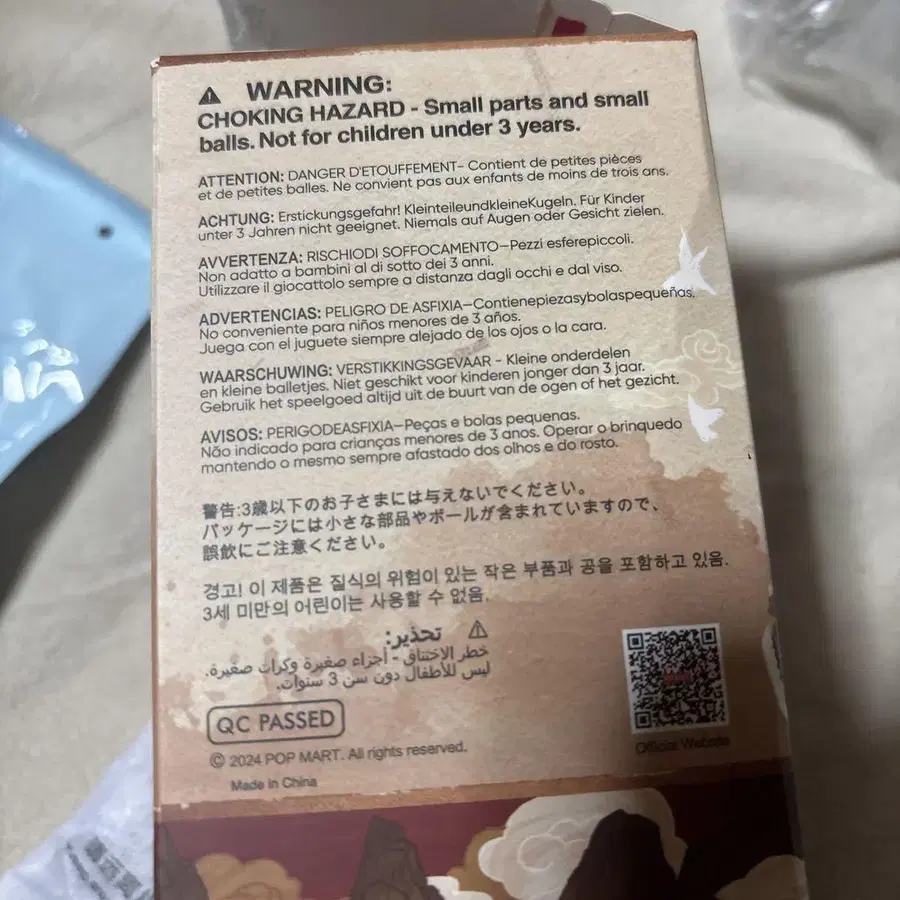 WARNING:
CHOKING HAZARD - Small parts and small
balls. Not for children under 3 years.
ATTENTION: DANGER D'ETOUFFEMENT- Contient de petites pièces
et de petites balles. Ne convient pas aux enfants de moins de trois ans.
ACHTUNG: Erstickungsgefahr! KleinteileundkleineKugeln. Für Kinder
unter 3 Jahren nicht geeignet. Niemals auf Augen oder Gesicht zielen.
AVVERTENZA: RISCHIODI SOFFOCAMENTO—Pezzi esferepiccoli.
Non adatto a bambini al di sotto dei 3 anni.
Utilizzare il giocattolo sempre a distanza dagli occhi e dal viso.
ADVERTENCIAS: PELIGRO DE ASFIXIA—Contienepiezasybolaspequeñas.
No conveniente para niños menores de 3 años.
Juega con el juguete siempre alejado de los ojos o la cara.
WAARSCHUWING: VERSTIKKINGSGEVAAR - Kleine onderdelen
en kleine balletjes. Niet geschikt voor kinderen jonger dan 3 jaar.
Gebruik het speelgoed altijd uit de buurt van de ogen of het gezicht.
AVISOS: PERIGODEASFIXIA—Peças e bolas pequenas.
Não indicado para crianças menores de 3 anos. Operar o brinquedo
mantendo o mesmo sempre afastado dos olhos e do rosto.
警告:3歳以下のお子さまには与えないでください。
パッケージには小さな部品やボールが含まれていますので、
誤飲にご注意ください。
경고! 이 제품은 질식의 위험이 있는 작은 부품과 공을 포함하고 있음.
3세 미만의 어린이는 사용할 수 없음.
تحذير:
خطر الاختناق - أجزاء صغيرة وكرات صغيرة.
ليس للأطفال دون سن 3 سنوات.
QC PASSED
Official Website
© 2024 POP MART. All rights reserved.
Made in China